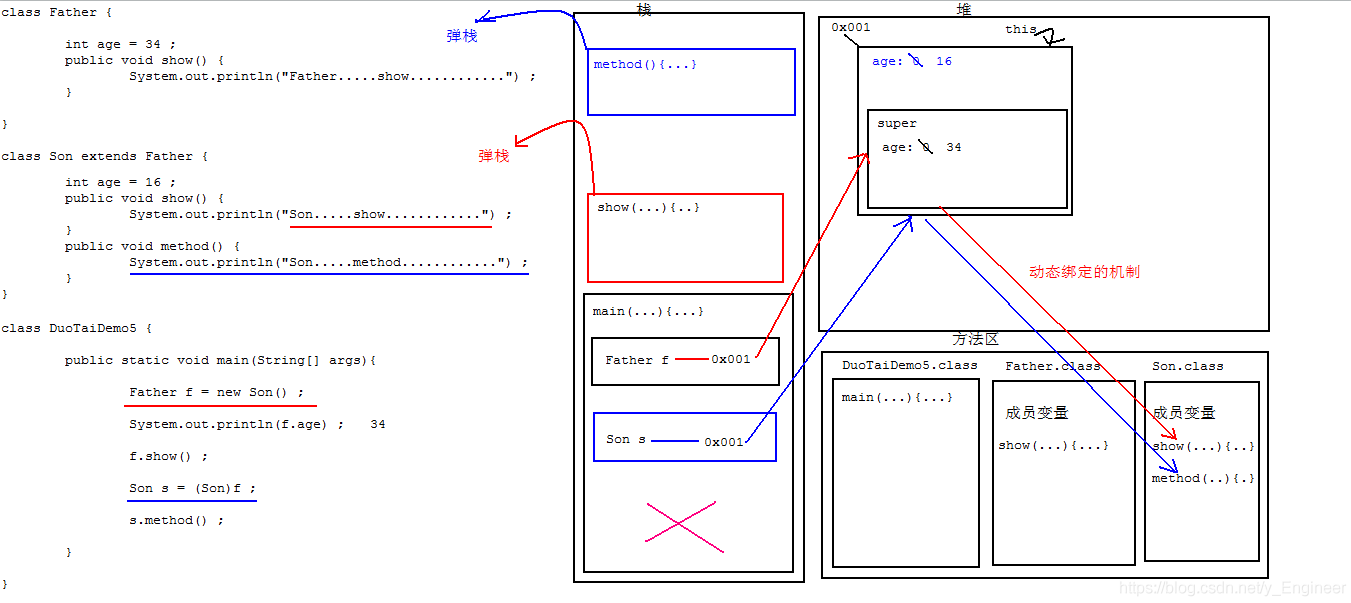 class Father {
int age = 34 ;
public void show() {
System.out.println("Father.....show............") ;
}
}
class Son extends Father {
int age = 16 ;
public void show() {
System.out.println("Son.....show............") ;
}
public void method() {
System.out.println("Son.....method............") ;
}
}
class DuoTaiDemo5 {
public static void main(String[] args){
Father f = new Son() ;
System.out.println(f.age) ;   34
f.show() ;
Son s = (Son)f ;
s.method() ;
}
}
栈
弹栈
method(){...}
弹栈
show(...){..}
main(...){...}
Father f 0x001
Son s 0x001
堆
0x001
this
age: 0 16
super
age: 0 34
动态绑定的机制
方法区
DuoTaiDemo5.class
main(...){...}
Father.class
成员变量
show(...){...}
Son.class
成员变量
show(...){..}
method(..){.}
https://blog.csdn.net/y_Engineer